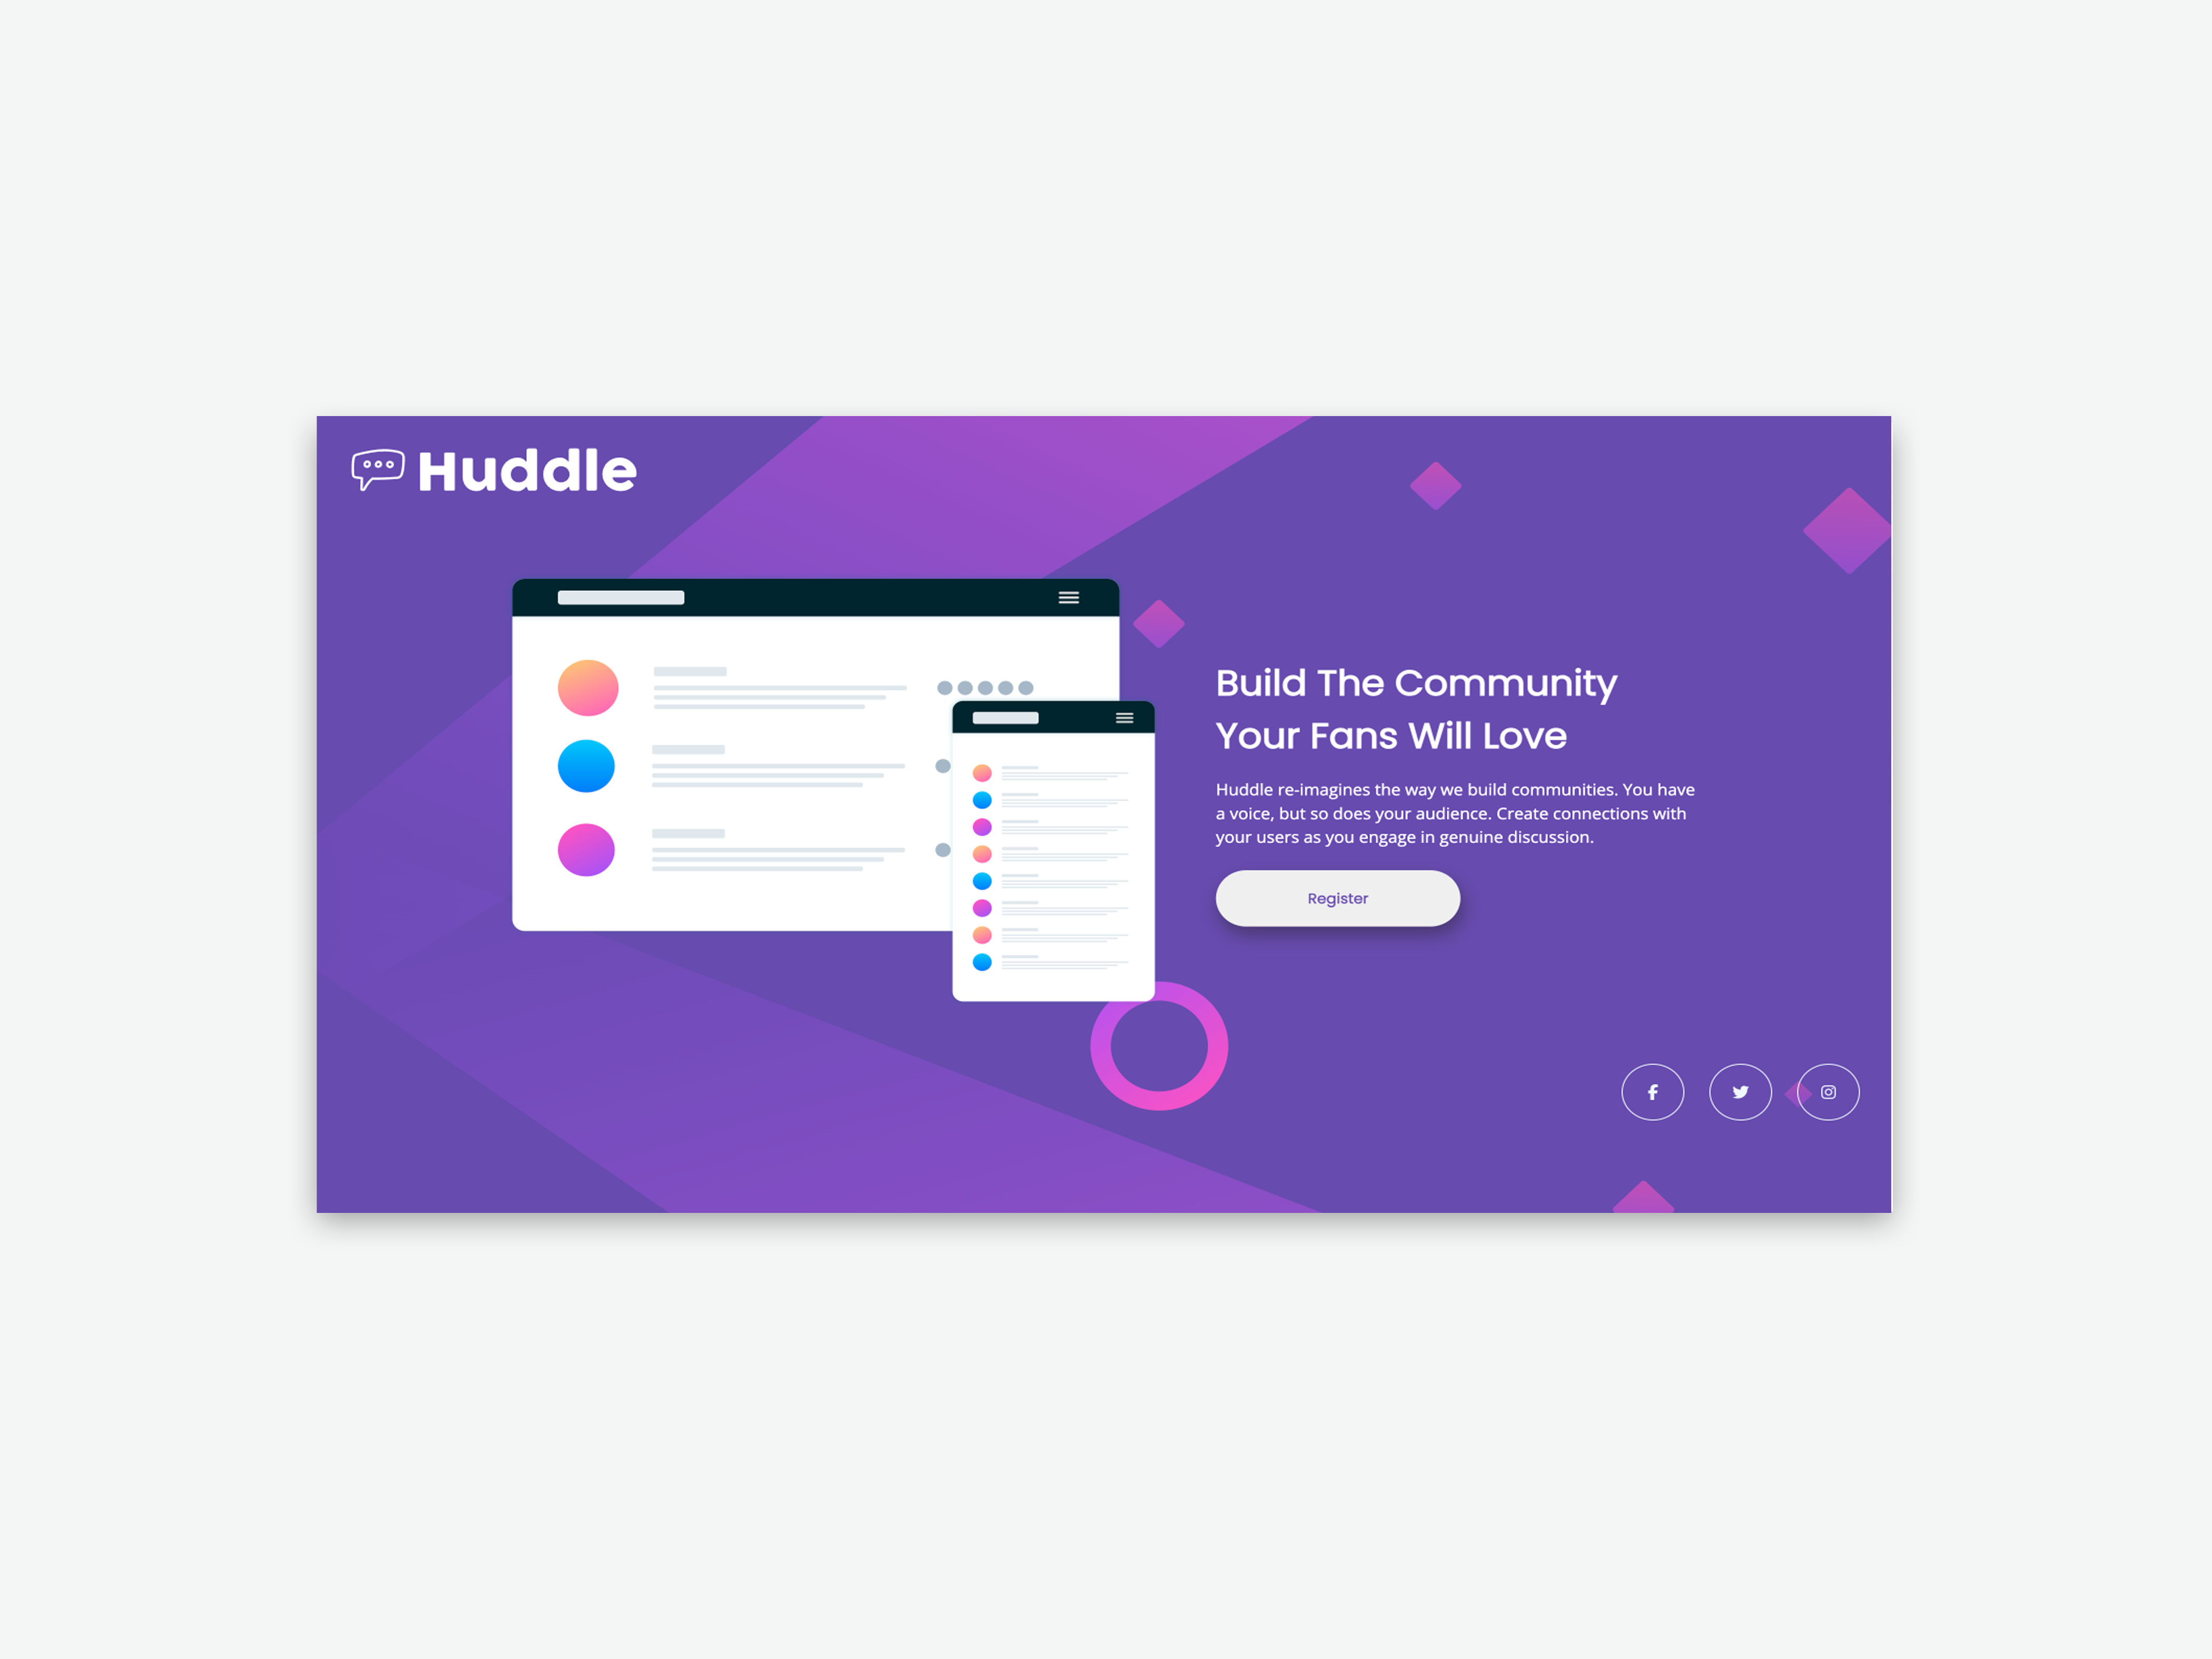 Huddle
Build The Community
Your Fans Will Love
Huddle re-imagines the way we build communities. You have
a voice, but so does your audience. Create connections with
your users as you engage in genuine discussion.
Register